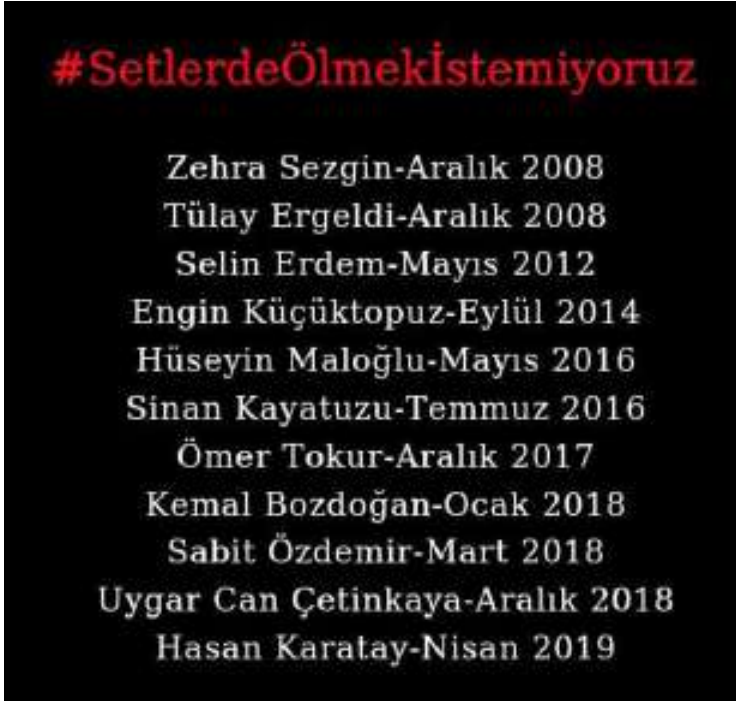 #SetlerdeÖlmekİstemiyoruz
Zehra Sezgin-Aralık 2008
Tülay Ergeldi-Aralık 2008
Selin Erdem-Mayıs 2012
Engin Küçüktopuz-Eylül 2014
Hüseyin Maloğlu-Mayıs 2016
Sinan Kayatuzu-Temmuz 2016
Ömer Tokur-Aralık 2017
Kemal Bozdoğan-Ocak 2018
Sabit Özdemir-Mart 2018
Uygar Can Çetinkaya-Aralık 2018
Hasan Karatay-Nisan 2019